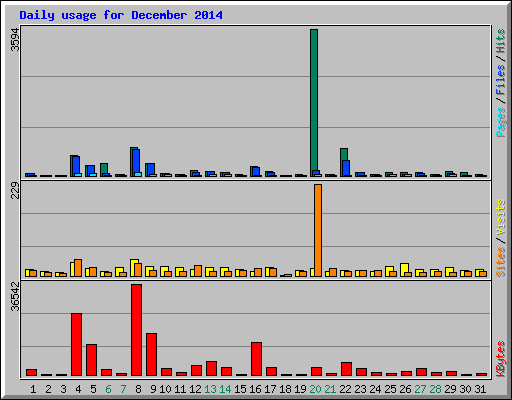 Daily usage for December 2014
3594
Pages / Files / Hits
229
Sites / Visits
36542
KBytes
1 2 3 4 5 6 7 8 9 10 11 12 13 14 15 16 17 18 19 20 21 22 23 24 25 26 27 28 29 30 31